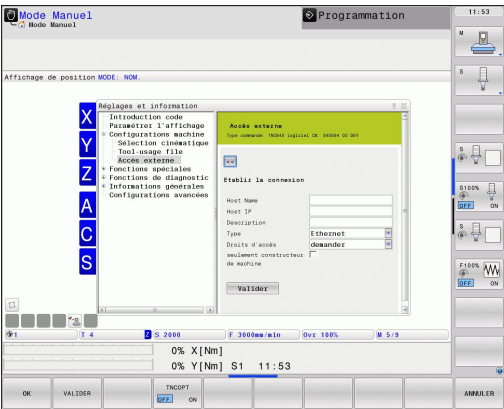 Mode Manuel
Mode Manuel
Programmation
11:53
Affichage de position MODE: NOM.
Réglages et information
Introduction code
Paramétrer l'affichage
Configurations machine
Sélection cinématique
Tool-usage file
Accès externe
Fonctions spéciales
Fonctions de diagnostic
Informations générales
Configurations avancées
Accès externe
Type commande: TNC640 logiciel CN: 340594 02 DEV
<<
Etablir la connexion
Host Name
Host IP
Description
Type Ethernet
Droits d'accès demander
seulement constructeur
de machine
Valider
X
Y
Z
A
C
S
M
S
S
S100%
OFF ON
S
F100%
OFF ON
1 T 4 Z S 2000 F 3000mm/min Ovr 100% M 5/9
0% X[Nm]
0% Y[Nm] S1 11:53
OK
VALIDER
TNCOPT
OFF ON
ANNULER